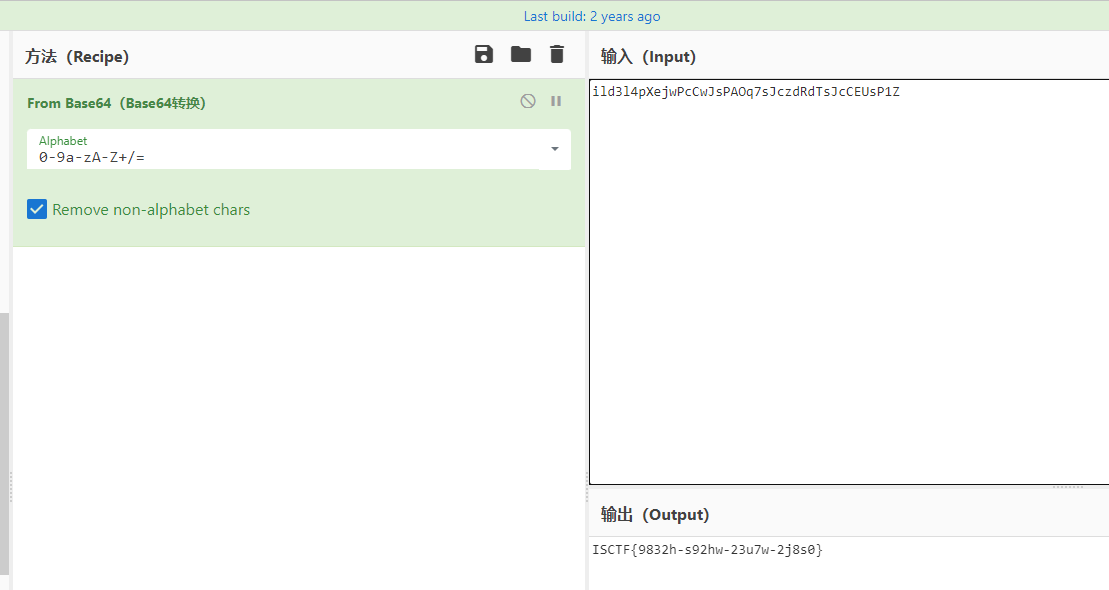 Last build: 2 years ago
方法（Recipe）
输入（Input）
From Base64（Base64转换）
ild3l4pXejwPcCwJsPAOq7sJczdRdTsJcCEUsP1Z
Alphabet
0-9a-zA-Z+/=
Remove non-alphabet chars
输出（Output）
ISCTF{9832h-s92hw-23u7w-2j8s0}